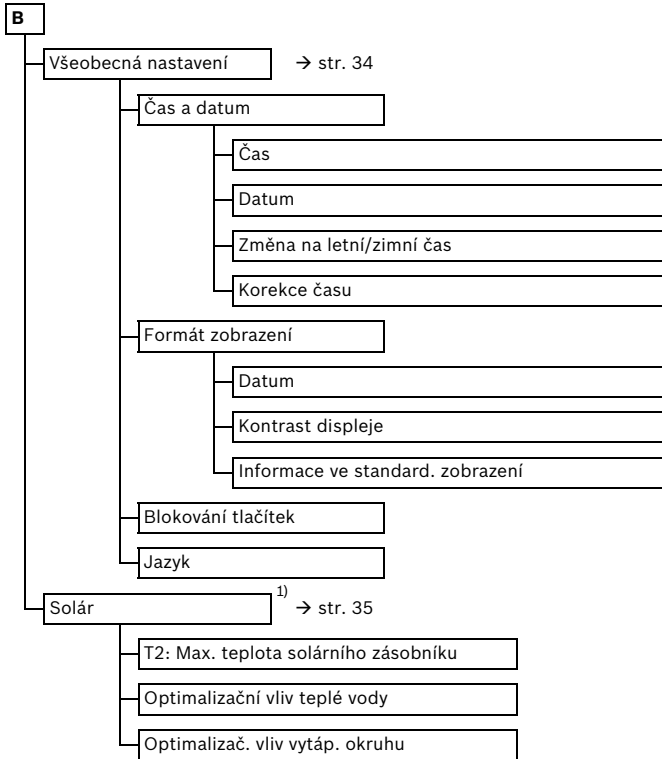 B
Všeobecná nastavení → str. 34
Čas a datum
Čas
Datum
Změna na letní/zimní čas
Korekce času
Formát zobrazení
Datum
Kontrast displeje
Informace ve standard. zobrazení
Blokování tlačítek
Jazyk
Solár 1) → str. 35
T2: Max. teplota solárního zásobníku
Optimalizační vliv teplé vody
Optimalizač. vliv vytáp. okruhu